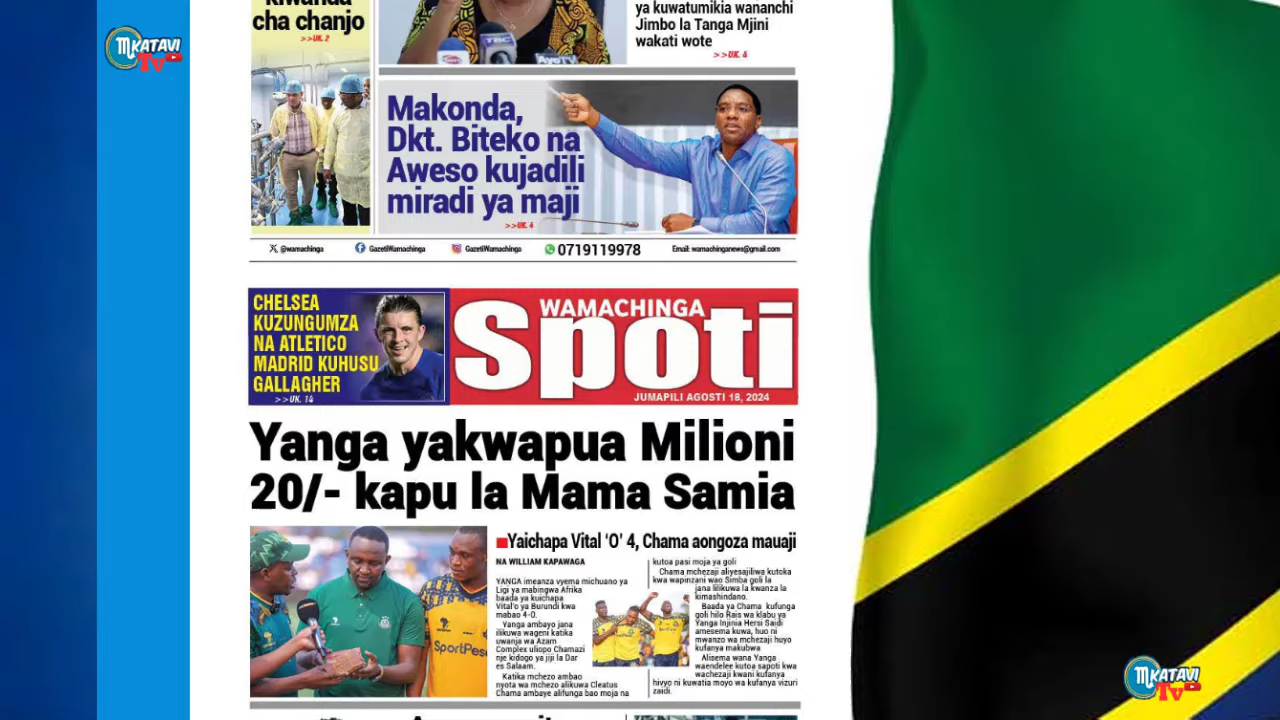 MKATAVI
Tv
kiwanda
cha chanjo
>>UK. 2
ya kuwatumikia wananchi
Jimbo la Tanga Mjini
wakati wote
>>UK. 4
TBC
AyoTV
Makonda,
Dkt. Biteko na
Aweso kujadili
miradi ya maji
>>UK. 4
@wamachinga
GazetiWamachinga
GazetiWamachinga
0719119978
Email: wamachinganews@gmail.com
CHELSEA
KUZUNGUMZA
NA ATLETICO
MADRID KUHUSU
GALLAGHER
>>UK. 14
WAMACHINGA
Spoti
JUMAPILI AGOSTI 18, 2024
Yanga yakwapua Milioni
20/- kapu la Mama Samia
Yaichapa Vital ‘O’ 4, Chama aongoza mauaji
NA WILLIAM KAPAWAGA
YANGA imeanza vyema michuano ya
Ligi ya mabingwa Afrika
baada ya kuichapa
Vital'o ya Burundi kwa
mabao 4-0.
Yanga ambayo jana
ilikuwa wageni katika
uwanja wa Azam
Complex uliopo Chamazi
nje kidogo ya jiji la Dar
es Salaam.
Katika mchezo ambao
nyota wa mchezo alikuwa Cleatus
Chama ambaye alifunga bao moja na
kutoa pasi moja ya goli
Chama mchezaji aliyesajiliwa kutoka
kwa wapinzani wao Simba goli la
jana lilikuwa la kwanza la
kimashindano.
Baada ya Chama kufunga
goli hilo Rais wa klabu ya
Yanga Injinia Hersi Saidi
amesema kuwa, huo ni
mwanzo wa mchezaji huyo
kufanya makubwa
Alisema wana Yanga
waendelee kutoa sapoti kwa
wachezaji kwani kufanya
hivyo ni kuwatia moyo wa kufanya vizuri
zaidi.
SportPesa
MKATAVI
Tv